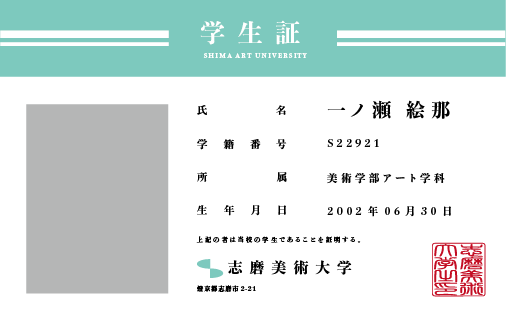 学生証
SHIMA ART UNIVERSITY
氏名 一ノ瀬 絵那
学籍番号 S22921
所属 美術学部アート学科
生年月日 2002年06月30日
上記の者は当校の学生であることを証明する。
志磨美術大学
燈京都志磨市2-21
志磨美術
大学学生之印